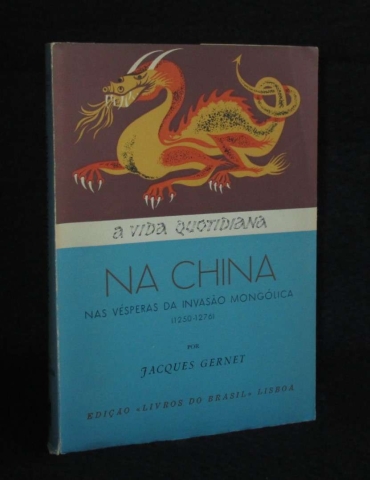 A VIDA QUOTIDIANA
NA CHINA
NAS VÉSPERAS DA INVASÃO MONGÓLICA
(1250-1276)
POR
JACQUES GERNET
EDIÇÃO «LIVROS DO BRASIL» LISBOA